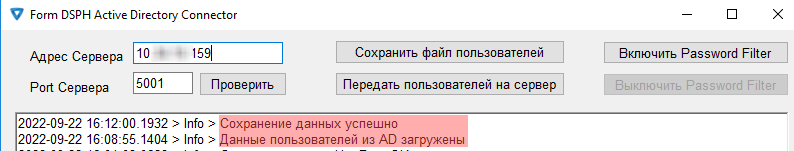 Form DSPH Active Directory Connector
Адрес Сервера 10 159 Сохранить файл пользователей Включить Password Filter
Port Сервера 5001 Проверить Передать пользователей на сервер Выключить Password Filter
2022-09-22 16:12:00.1932 > Info > Сохранение данных успешно
2022-09-22 16:08:55.1404 > Info > Данные пользователей из AD загружены